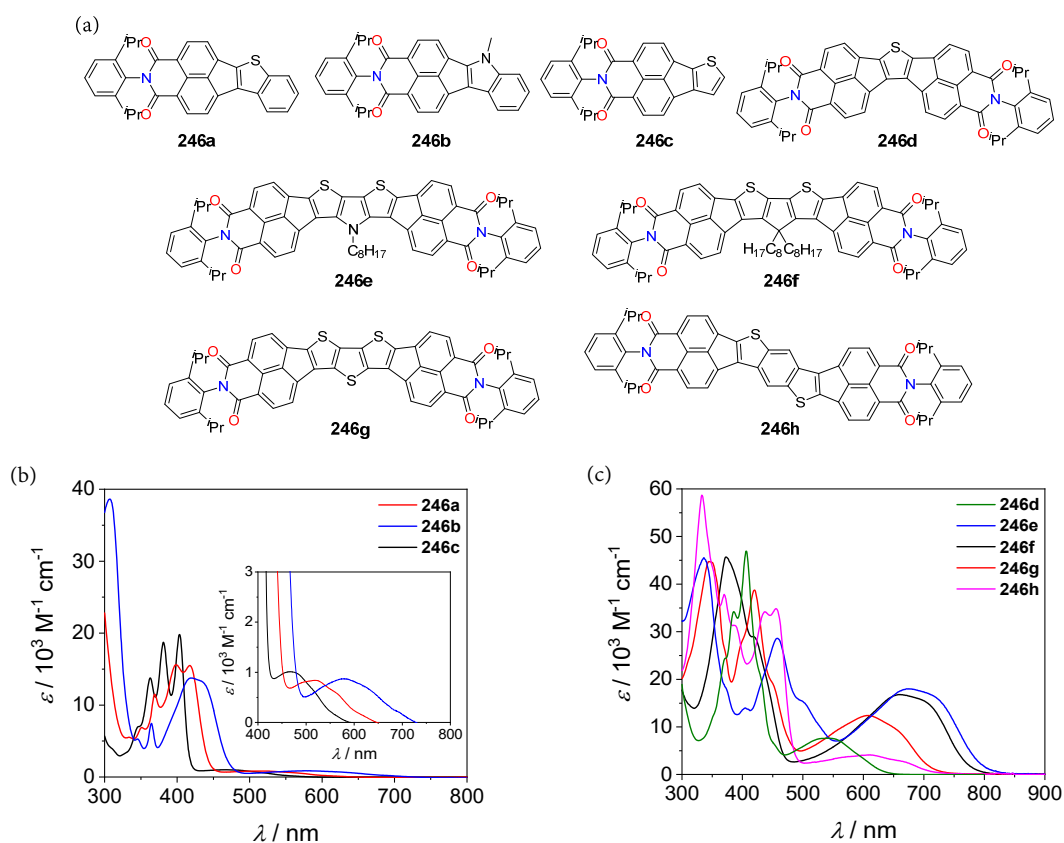 (a)
iPr O N O iPr S
246a
iPr O N O iPr N
246b
iPr O N O iPr S
246c
iPr O N O iPr S O N O iPr iPr
246d
iPr O N O iPr S S N C8H17 O N O iPr iPr
246e
iPr O N O iPr S S H17C8 C8H17 O N O iPr iPr
246f
iPr O N O iPr S S S O N O iPr iPr
246g
iPr O N O iPr S S O N O iPr iPr
246h
(b)
ε / 10³ M⁻¹ cm⁻¹
40
30
20
10
0
300 400 500 600 700 800
λ / nm
246a
246b
246c
ε / 10³ M⁻¹ cm⁻¹
3
2
1
0
400 500 600 700 800
λ / nm
(c)
ε / 10³ M⁻¹ cm⁻¹
60
50
40
30
20
10
0
300 400 500 600 700 800 900
λ / nm
246d
246e
246f
246g
246h